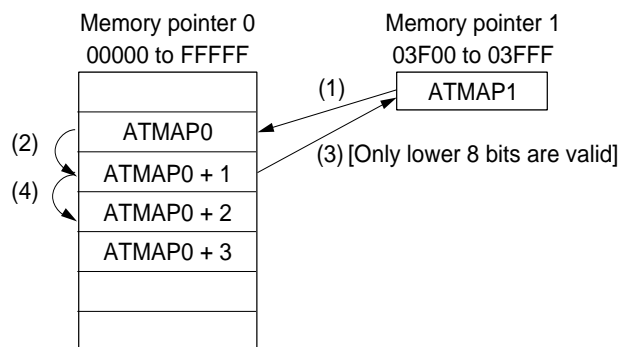 Memory pointer 0
00000 to FFFFF
Memory pointer 1
03F00 to 03FFF
(1)
ATMAP1
ATMAP0
(2)
(3) [Only lower 8 bits are valid]
ATMAP0 + 1
(4)
ATMAP0 + 2
ATMAP0 + 3